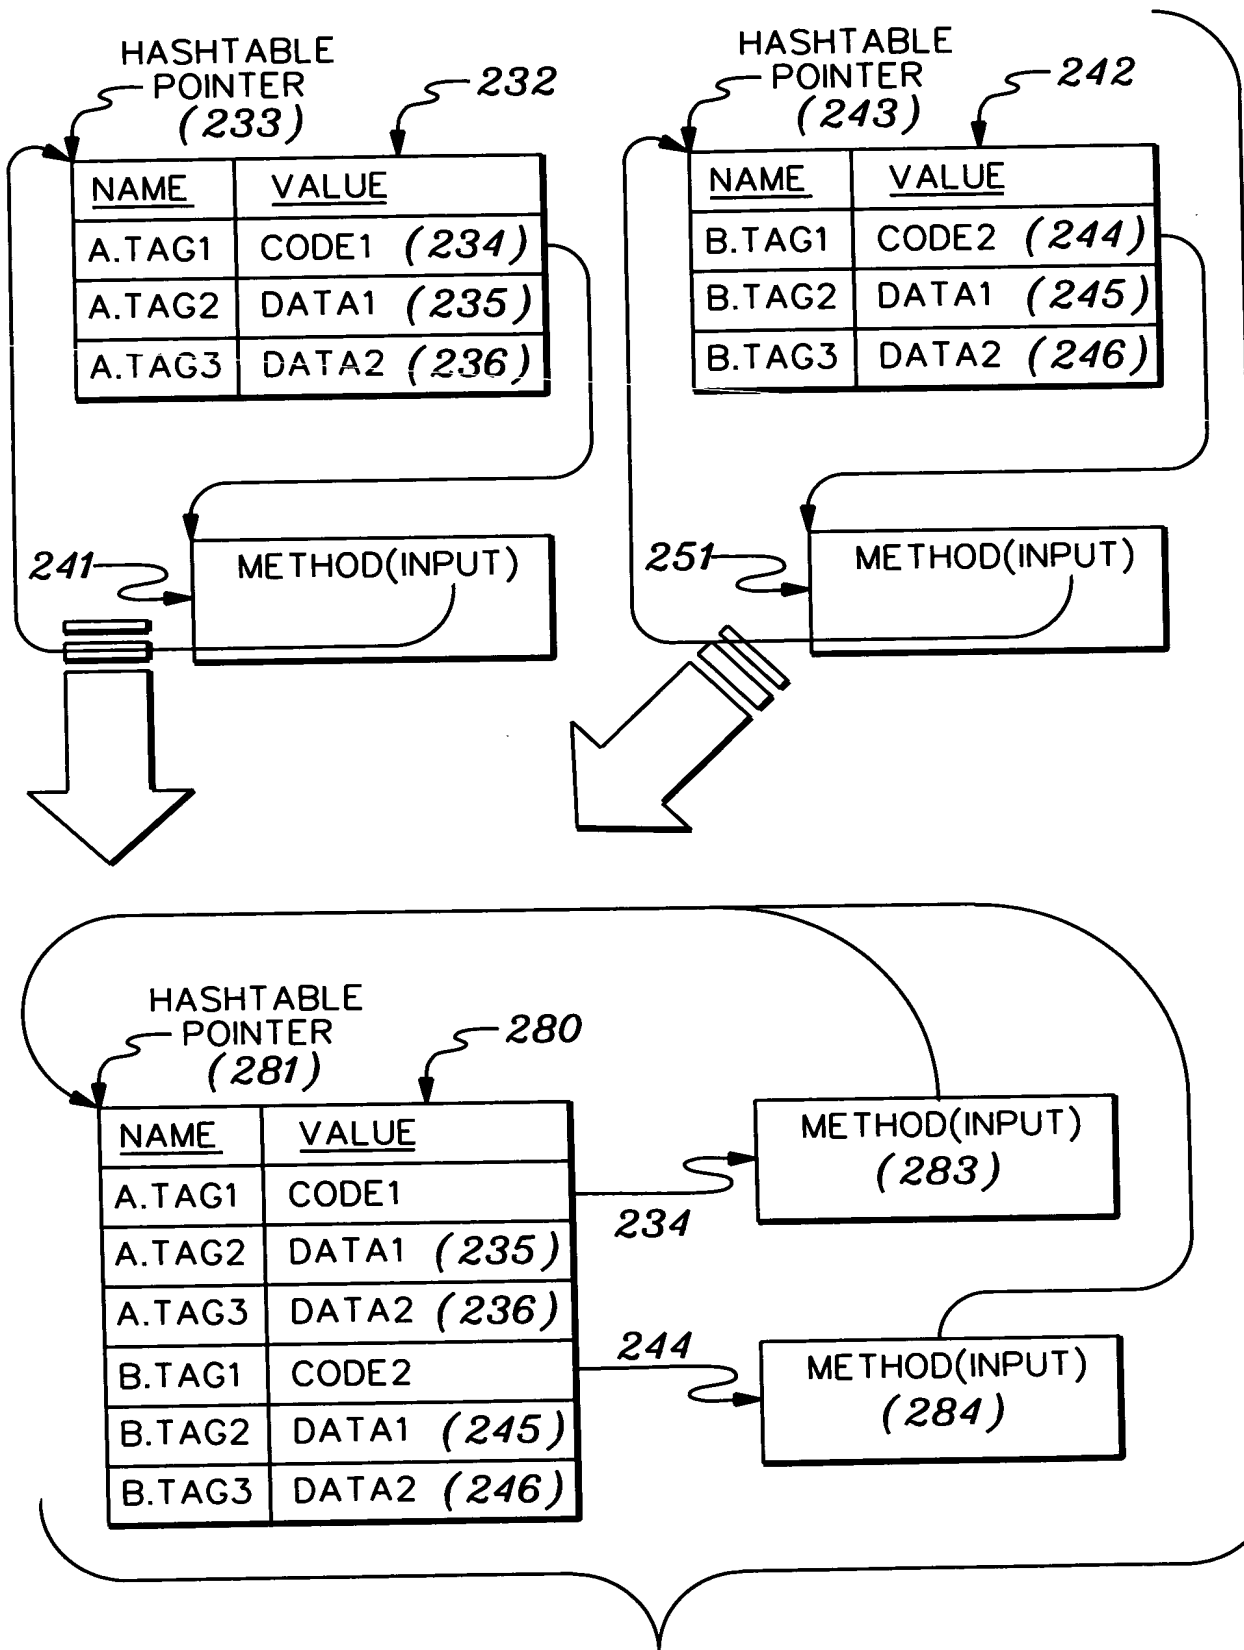 HASHTABLE
POINTER
(233)
232
NAME VALUE
A.TAG1 CODE1 (234)
A.TAG2 DATA1 (235)
A.TAG3 DATA2 (236)
241
METHOD(INPUT)
HASHTABLE
POINTER
(243)
242
NAME VALUE
B.TAG1 CODE2 (244)
B.TAG2 DATA1 (245)
B.TAG3 DATA2 (246)
251
METHOD(INPUT)
HASHTABLE
POINTER
(281)
280
NAME VALUE
A.TAG1 CODE1
A.TAG2 DATA1 (235)
A.TAG3 DATA2 (236)
B.TAG1 CODE2
B.TAG2 DATA1 (245)
B.TAG3 DATA2 (246)
234
METHOD(INPUT)
(283)
244
METHOD(INPUT)
(284)